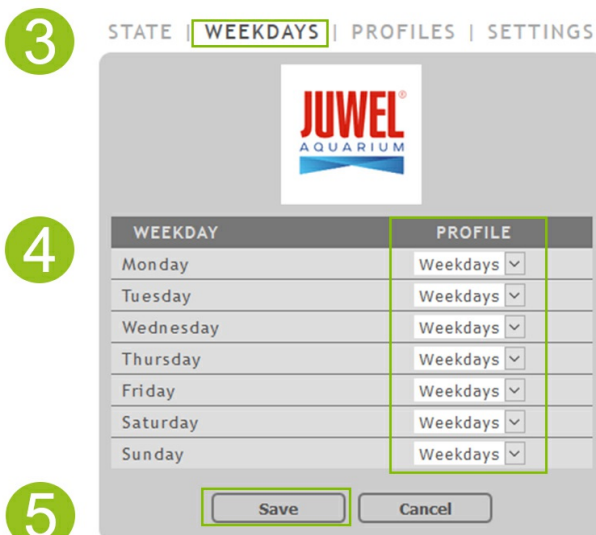 3
STATE | WEEKDAYS | PROFILES | SETTINGS
JUWEL®
AQUARIUM
4
WEEKDAY PROFILE
Monday Weekdays
Tuesday Weekdays
Wednesday Weekdays
Thursday Weekdays
Friday Weekdays
Saturday Weekdays
Sunday Weekdays
5
Save Cancel